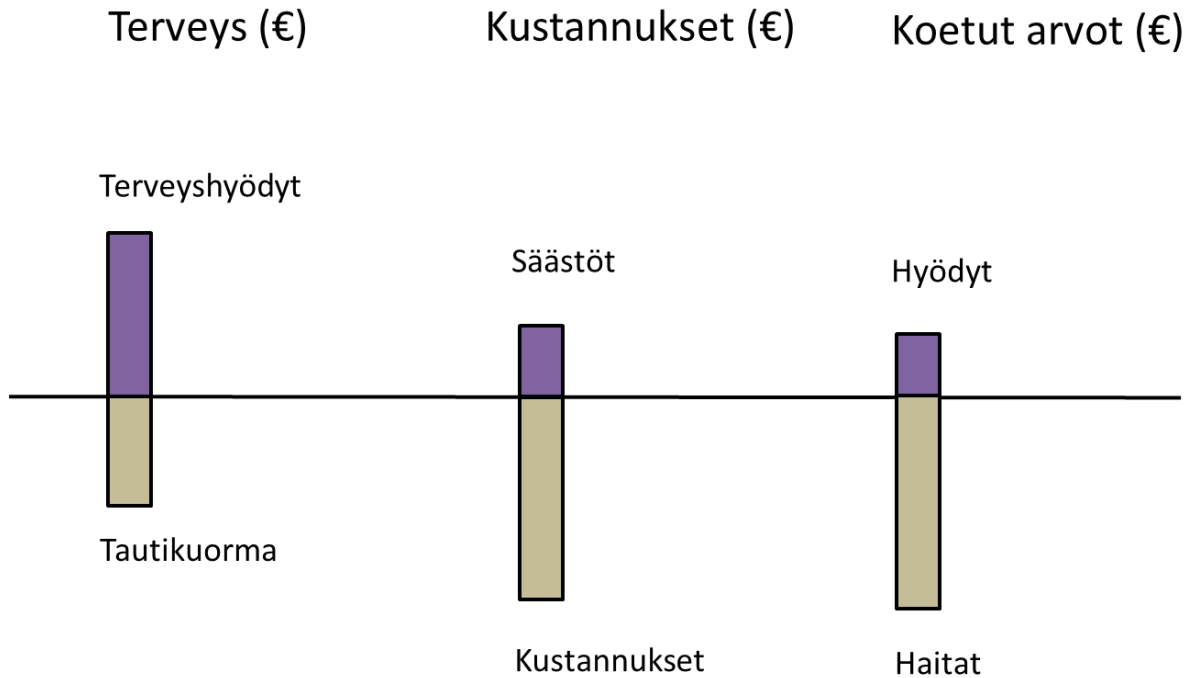 Terveys (€)
Kustannukset (€)
Koetut arvot (€)
Terveyshyödyt
Säästöt
Hyödyt
Tautikuorma
Kustannukset
Haitat